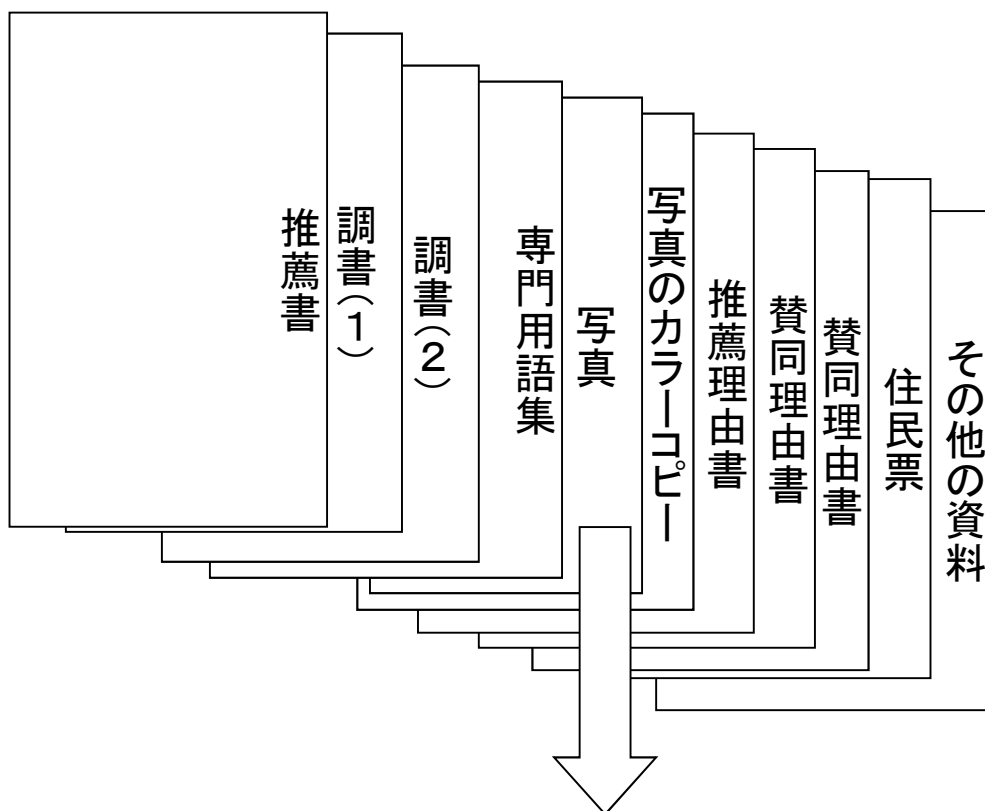 推薦書
調書(１)
調書(２)
専門用語集
写真
写真のカラーコピー
推薦理由書
賛同理由書
賛同理由書
住民票
その他の資料